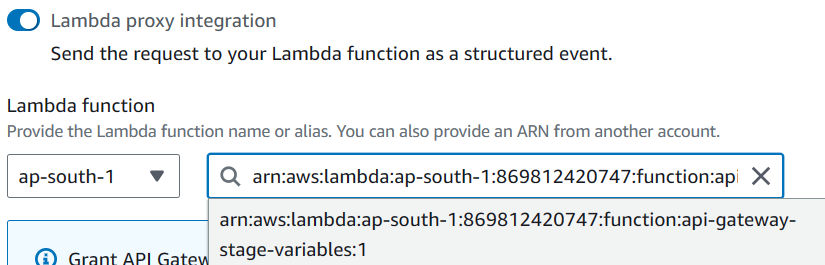 Lambda proxy integration
Send the request to your Lambda function as a structured event.
Lambda function
Provide the Lambda function name or alias. You can also provide an ARN from another account.
ap-south-1
arn:aws:lambda:ap-south-1:869812420747:function:api
arn:aws:lambda:ap-south-1:869812420747:function:api-gateway-
stage-variables:1
Grant API Gatew